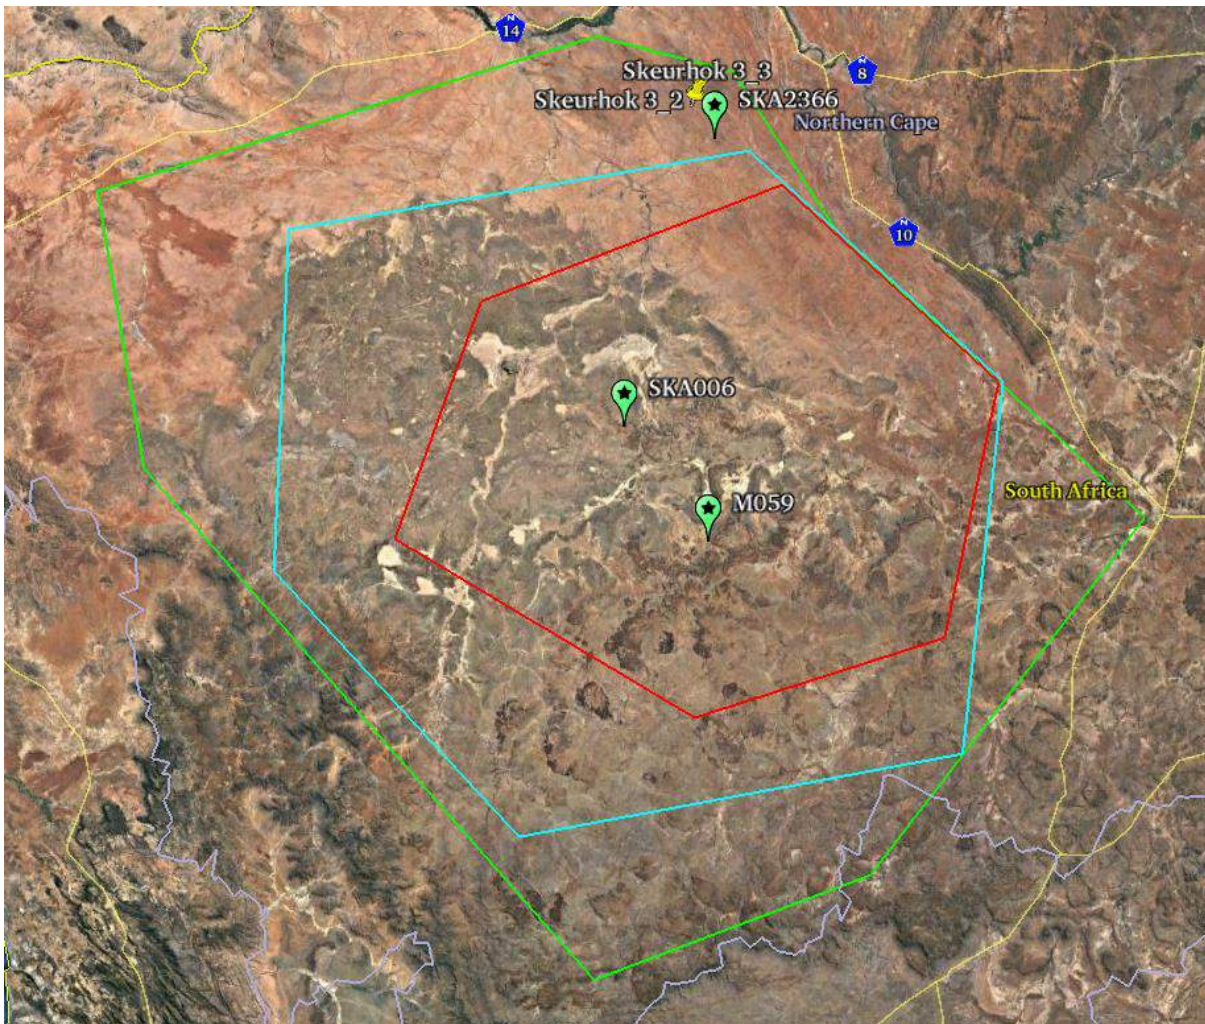 N
14
Skeurhok 3_3
N
8
Skeurhok 3_2
SKA2366
Northern Cape
N
10
SKA006
South Africa
M059